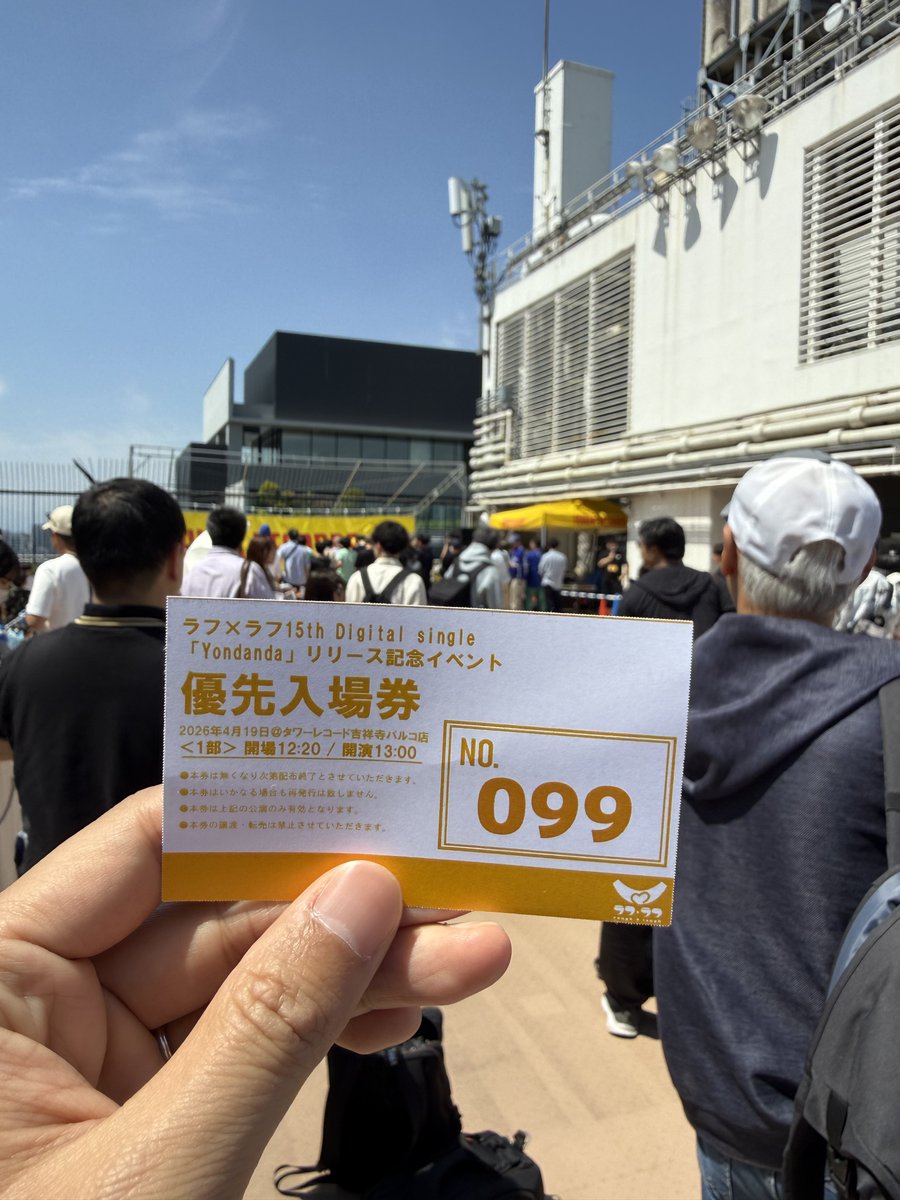 ラフ×ラフ15th Digital single
「Yondanda」リリース記念イベント
優先入場券
2026年4月19日@タワーレコード吉祥寺パルコ店
＜1部＞ 開場12:20 / 開演13:00
●本券は無くなり次第配布終了とさせていただきます。
●本券はいかなる場合も再発行は致しません。
●本券は上記の公演のみ有効となります。
●本券の譲渡・転売は禁止させていただきます。
NO.
099
ラフ×ラフ